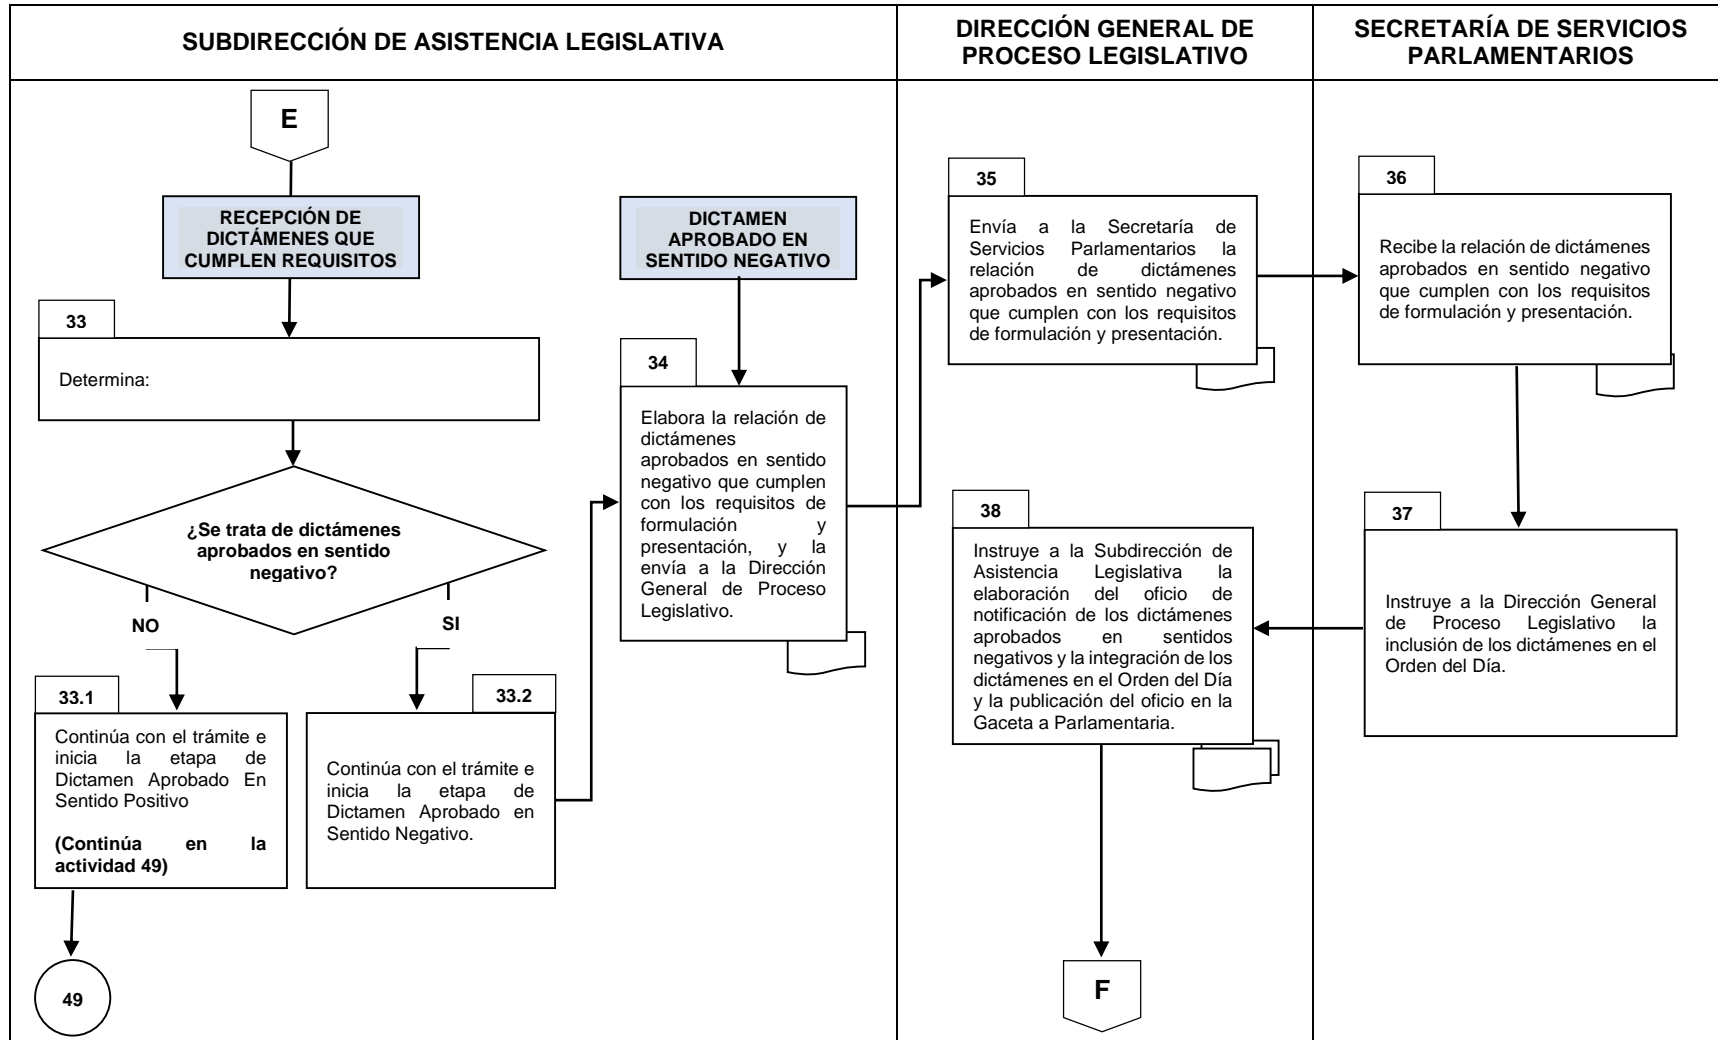 SUBDIRECCIÓN DE ASISTENCIA LEGISLATIVA
DIRECCIÓN GENERAL DE
PROCESO LEGISLATIVO
SECRETARÍA DE SERVICIOS
PARLAMENTARIOS
E
RECEPCIÓN DE
DICTÁMENES QUE
CUMPLEN REQUISITOS
33
Determina:
¿Se trata de dictámenes
aprobados en sentido
negativo?
NO
SI
33.1
Continúa con el trámite e
inicia la etapa de
Dictamen Aprobado En
Sentido Positivo
(Continúa en la
actividad 49)
49
33.2
Continúa con el trámite e
inicia la etapa de
Dictamen Aprobado en
Sentido Negativo.
DICTAMEN
APROBADO EN
SENTIDO NEGATIVO
34
Elabora la relación de
dictámenes
aprobados en sentido
negativo que cumplen
con los requisitos de
formulación y
presentación, y la
envía a la Dirección
General de Proceso
Legislativo.
35
Envía a la Secretaría de
Servicios Parlamentarios la
relación de dictámenes
aprobados en sentido negativo
que cumplen con los requisitos
de formulación y presentación.
36
Recibe la relación de dictámenes
aprobados en sentido negativo
que cumplen con los requisitos
de formulación y presentación.
37
Instruye a la Dirección General
de Proceso Legislativo la
inclusión de los dictámenes en el
Orden del Día.
38
Instruye a la Subdirección de
Asistencia Legislativa la
elaboración del oficio de
notificación de los dictámenes
aprobados en sentidos
negativos y la integración de los
dictámenes en el Orden del Día
y la publicación del oficio en la
Gaceta a Parlamentaria.
F